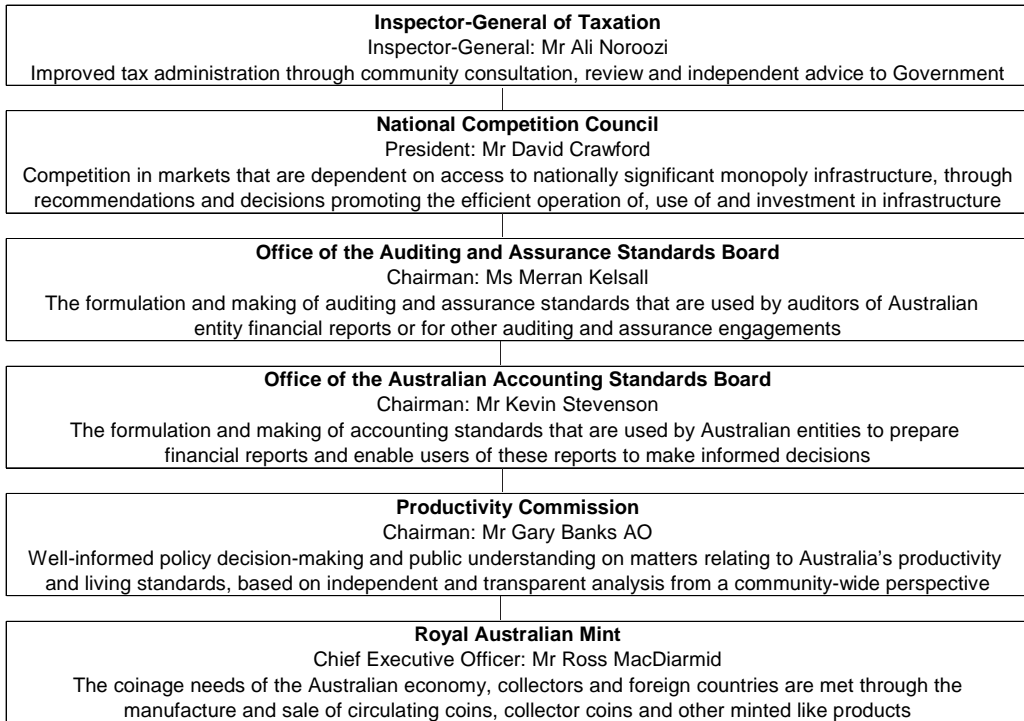 Inspector-General of Taxation
Inspector-General: Mr Ali Noroozi
Improved tax administration through community consultation, review and independent advice to Government
National Competition Council
President: Mr David Crawford
Competition in markets that are dependent on access to nationally significant monopoly infrastructure, through
recommendations and decisions promoting the efficient operation of, use of and investment in infrastructure
Office of the Auditing and Assurance Standards Board
Chairman: Ms Merran Kelsall
The formulation and making of auditing and assurance standards that are used by auditors of Australian
entity financial reports or for other auditing and assurance engagements
Office of the Australian Accounting Standards Board
Chairman: Mr Kevin Stevenson
The formulation and making of accounting standards that are used by Australian entities to prepare
financial reports and enable users of these reports to make informed decisions
Productivity Commission
Chairman: Mr Gary Banks AO
Well-informed policy decision-making and public understanding on matters relating to Australia’s productivity
and living standards, based on independent and transparent analysis from a community-wide perspective
Royal Australian Mint
Chief Executive Officer: Mr Ross MacDiarmid
The coinage needs of the Australian economy, collectors and foreign countries are met through the
manufacture and sale of circulating coins, collector coins and other minted like products